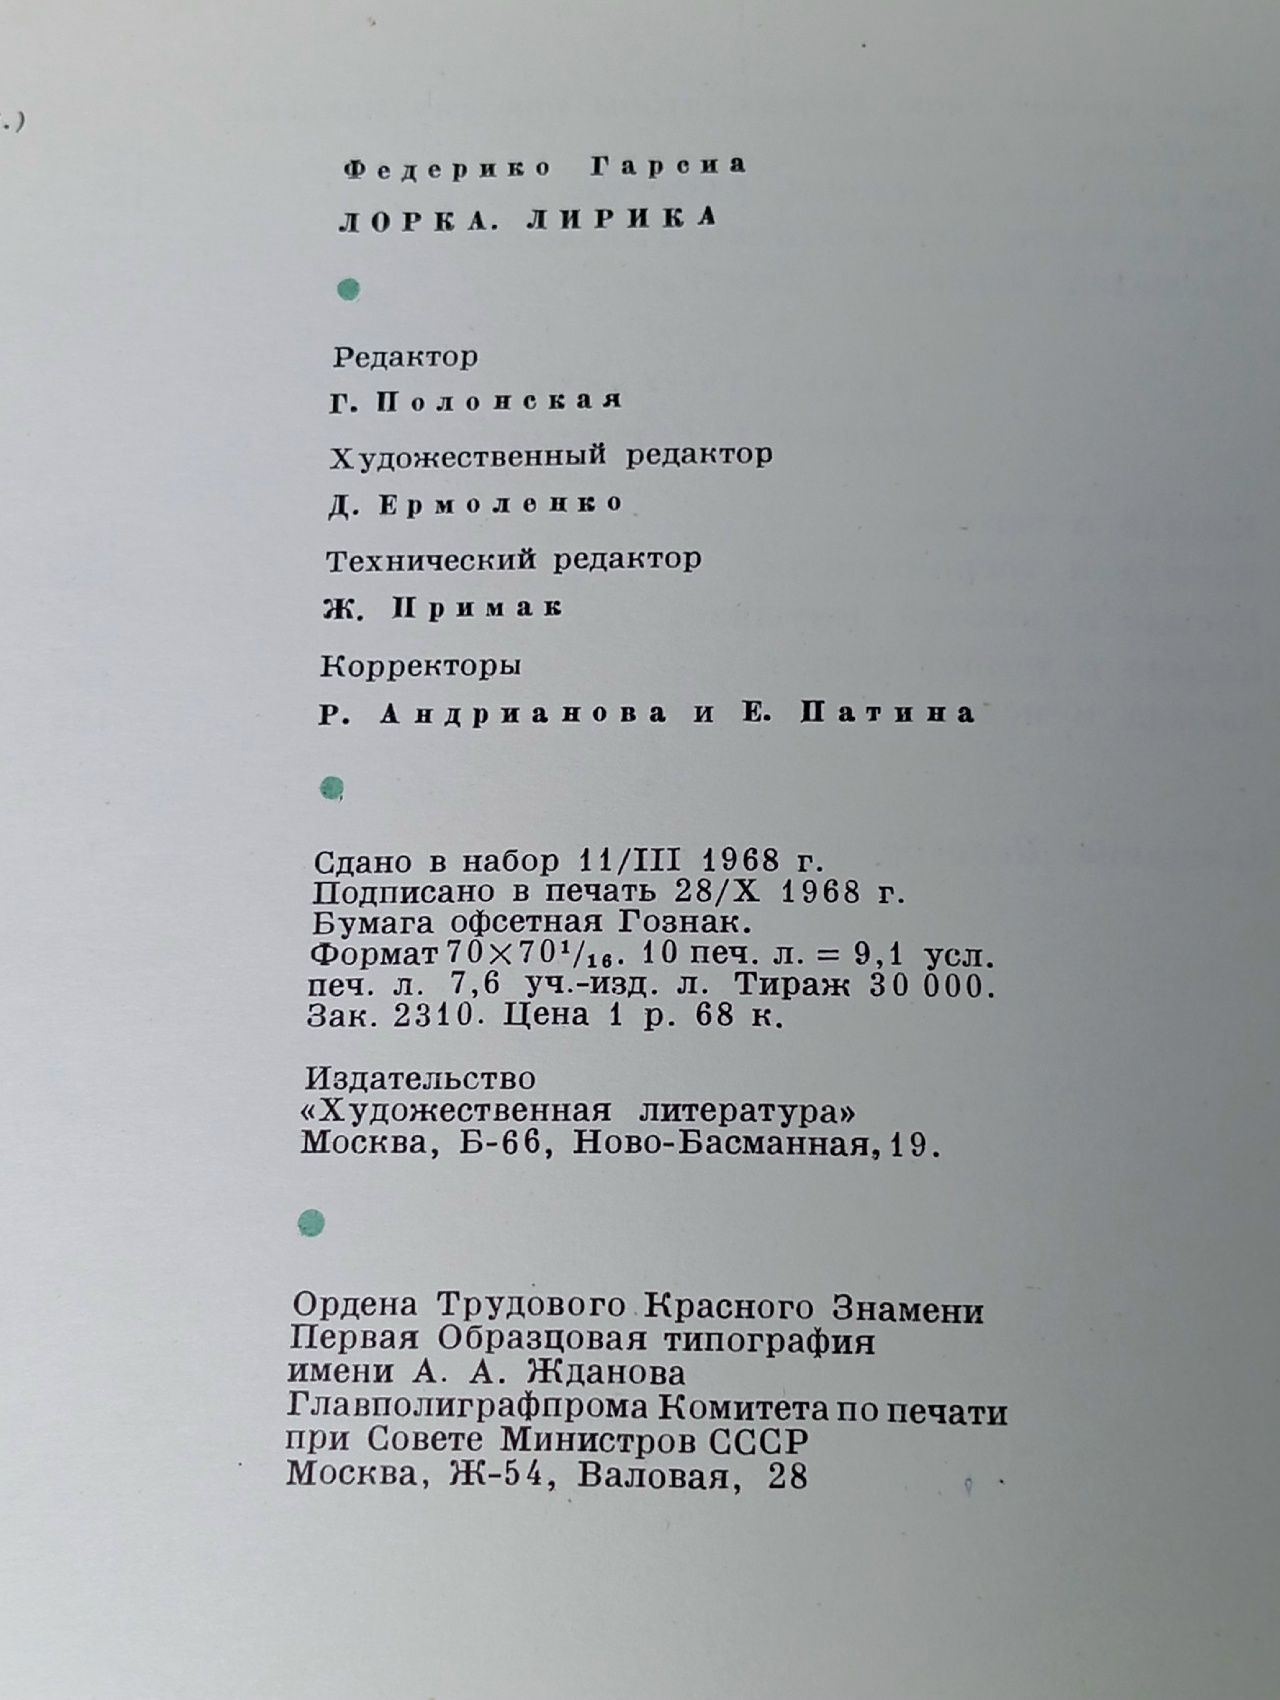 .)
Федерико Гарсиа
ЛОРКА. ЛИРИКА
Редактор
Г. Полонская
Художественный редактор
Д. Ермоленко
Технический редактор
Ж. Примак
Корректоры
Р. Андрианова и Е. Патина
Сдано в набор 11/III 1968 г.
Подписано в печать 28/X 1968 г.
Бумага офсетная Гознак.
Формат 70×70¹/₁₆. 10 печ. л. = 9,1 усл.
печ. л. 7,6 уч.-изд. л. Тираж 30 000.
Зак. 2310. Цена 1 р. 68 к.
Издательство
«Художественная литература»
Москва, Б-66, Ново-Басманная, 19.
Ордена Трудового Красного Знамени
Первая Образцовая типография
имени А. А. Жданова
Главполиграфпрома Комитета по печати
при Совете Министров СССР
Москва, Ж-54, Валовая, 28